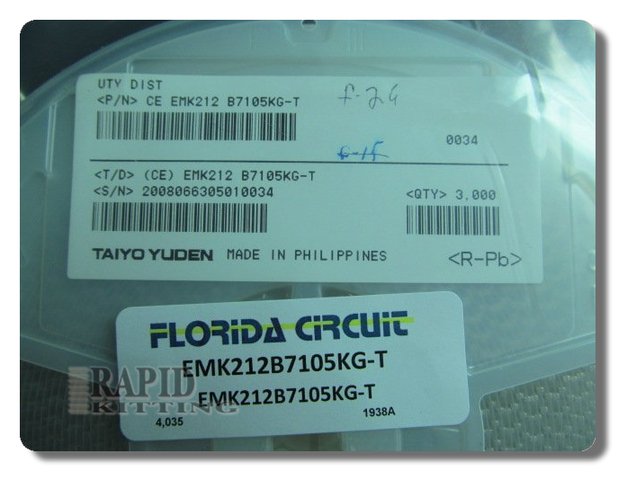 UTY DIST
<P/N> CE EMK212 B7105KG-T
f-29
0034
<T/D> (CE) EMK212 B7105KG-T
<S/N> 2008066305010034
<QTY> 3,000
TAIYO YUDEN MADE IN PHILIPPINES
<R-Pb>
FLORIDA CIRCUIT
EMK212B7105KG-T
EMK212B7105KG-T
4,035
1938A
RAPID
KITTING